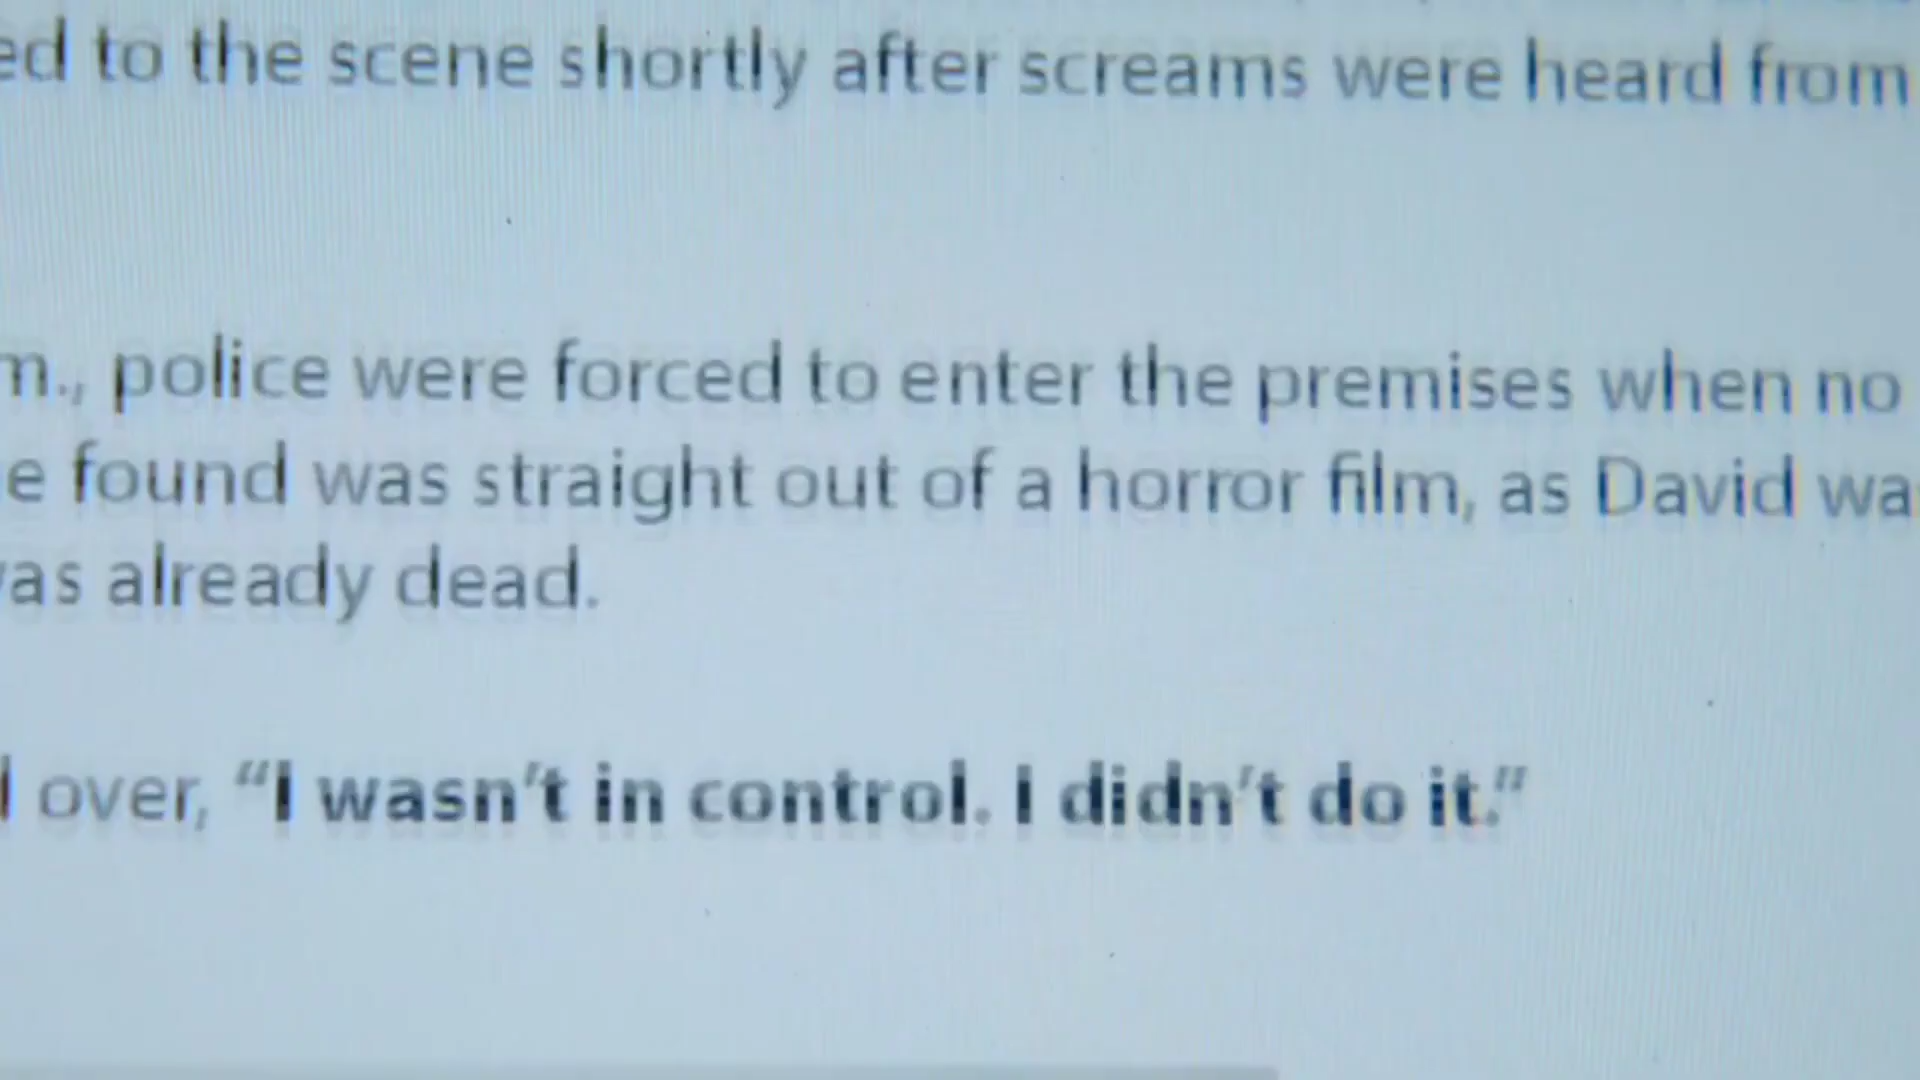 ed to the scene shortly after screams were heard from
m., police were forced to enter the premises when no
e found was straight out of a horror film, as David wa
as already dead.
over, “I wasn’t in control. I didn’t do it.”